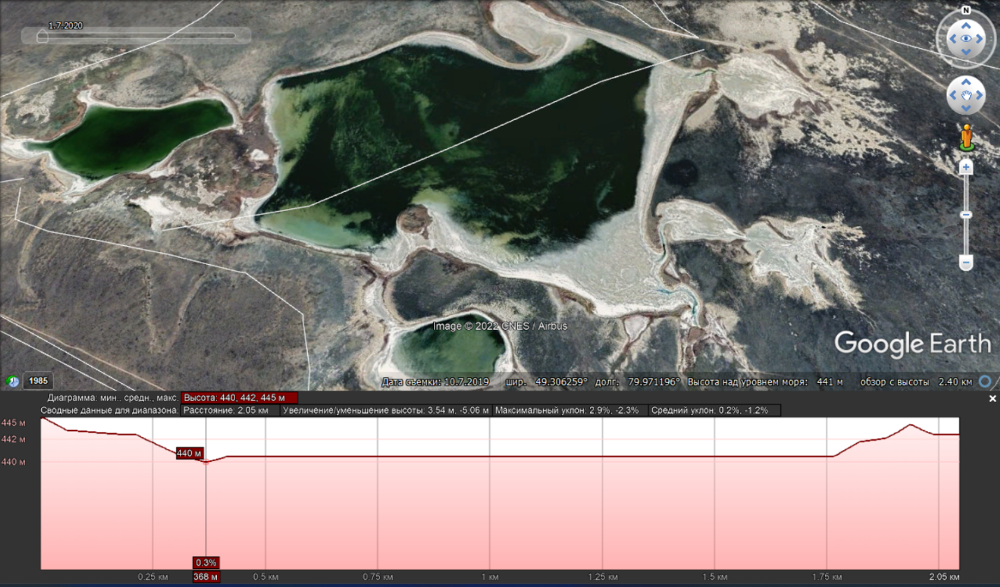 N
1.7.2020
Image © 2022 CNES / Airbus
Google Earth
1985
Дата съемки: 10.7.2019 шир. 49.306259° долг. 79.971196° Высота над уровнем моря: 441 м обзор с высоты 2.40 км
Диаграмма: мин., средн., макс. Высота: 440, 442, 445 м
Сводные данные для диапазона. Расстояние: 2.05 км Увеличение/уменьшение высоты: 3.54 м, -5.06 м Максимальный уклон: 2.9%, -2.3% Средний уклон: 0.2%, -1.2%
445 м
442 м
440 м
440 м
0.3%
0.25 км 368 м 0.5 км 0.75 км 1 км 1.25 км 1.5 км 1.75 км 2.05 км